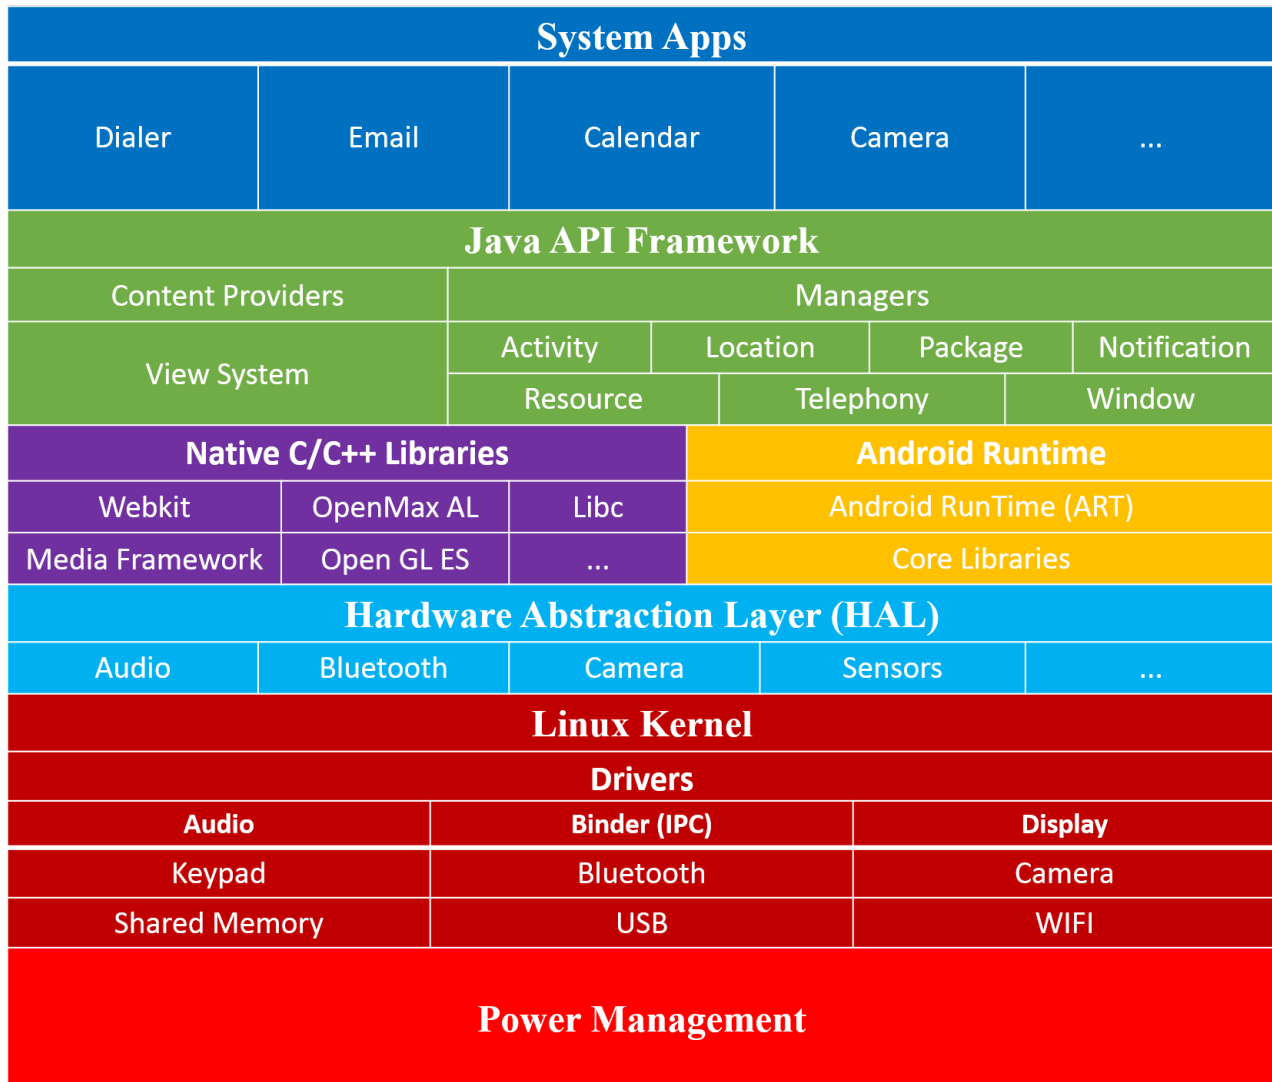 System Apps
Dialer Email Calendar Camera ...
Java API Framework
Content Providers Managers
View System
Activity Location Package Notification
Resource Telephony Window
Native C/C++ Libraries Android Runtime
Webkit OpenMax AL Libc Android RunTime (ART)
Media Framework Open GL ES ... Core Libraries
Hardware Abstraction Layer (HAL)
Audio Bluetooth Camera Sensors ...
Linux Kernel
Drivers
Audio Binder (IPC) Display
Keypad Bluetooth Camera
Shared Memory USB WIFI
Power Management